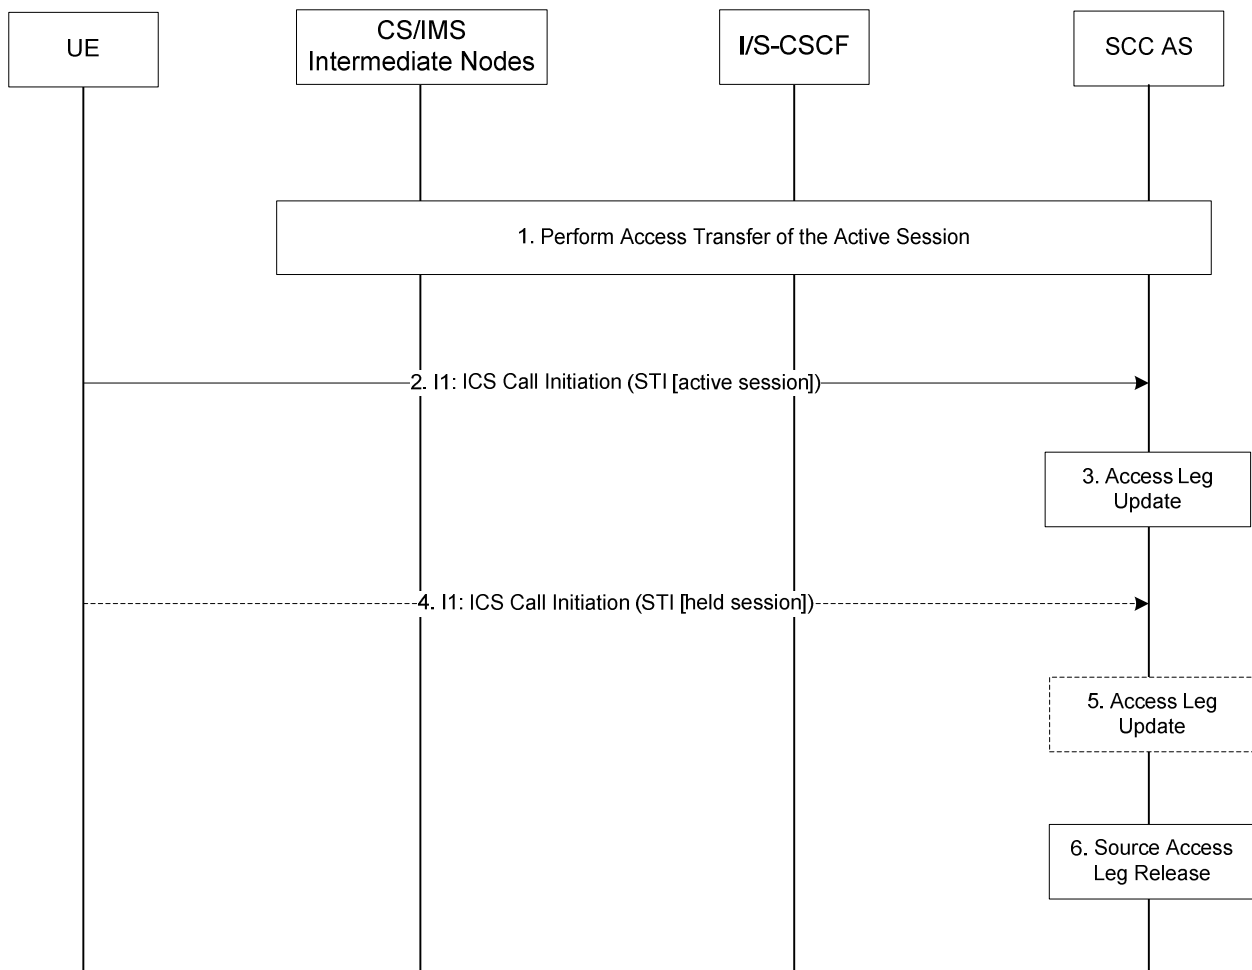 UE
CS/IMS
Intermediate Nodes
I/S-CSCF
SCC AS
1. Perform Access Transfer of the Active Session
2. I1: ICS Call Initiation (STI [active session])
3. Access Leg
Update
4. I1: ICS Call Initiation (STI [held session])
5. Access Leg
Update
6. Source Access
Leg Release